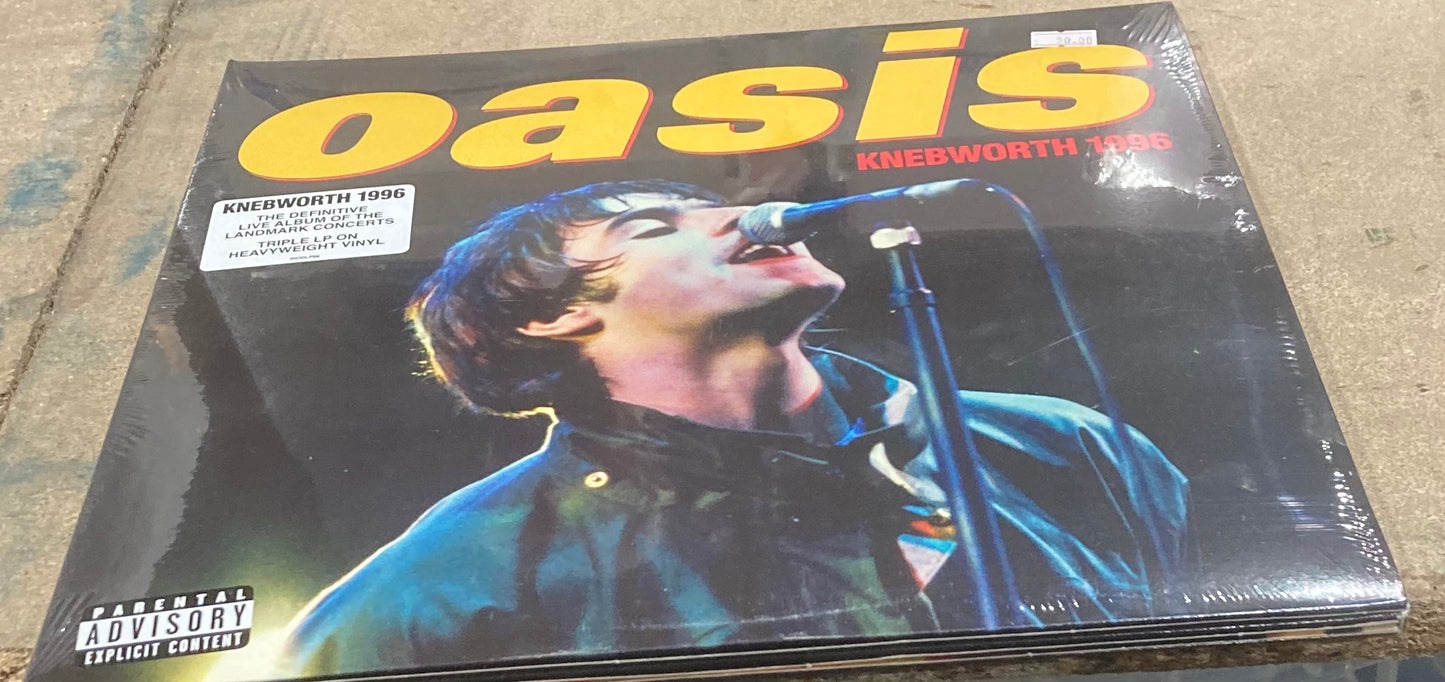 oasis
KNEBWORTH 1996
KNEBWORTH 1996
THE DEFINITIVE
LIVE ALBUM OF THE
LANDMARK CONCERTS
TRIPLE LP ON
HEAVYWEIGHT VINYL
PARENTAL
ADVISORY
EXPLICIT CONTENT